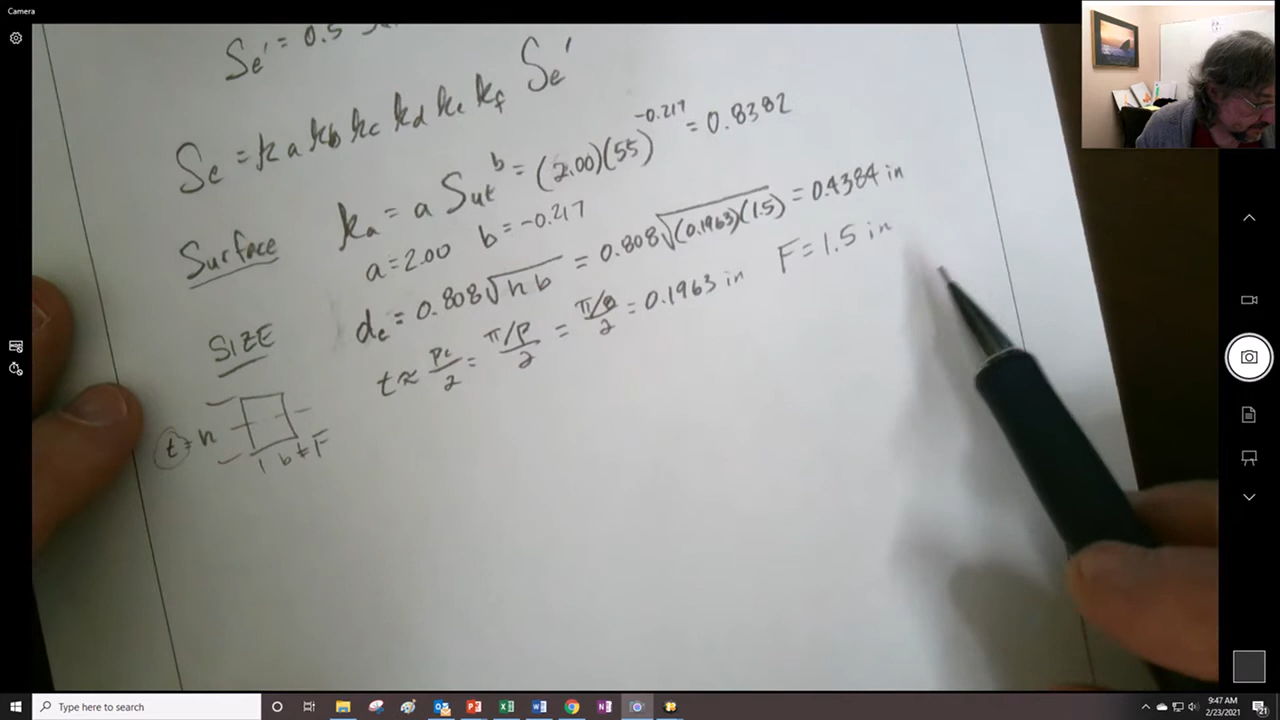 Camera
Se' = 0.5
Se = ka kb kc kd ke kf Se'
Surface ka = a Sut^b = (2.00)(55)^-0.217 = 0.8382
a = 2.00 b = -0.217
SIZE de = 0.808√hb = 0.808√(0.1963)(1.5) = 0.4384 in
t ≈ Pc/2 = π/P/2 = π/8/2 = 0.1963 in F = 1.5 in
t = h
b = F
Type here to search
9:47 AM
2/23/2021
21